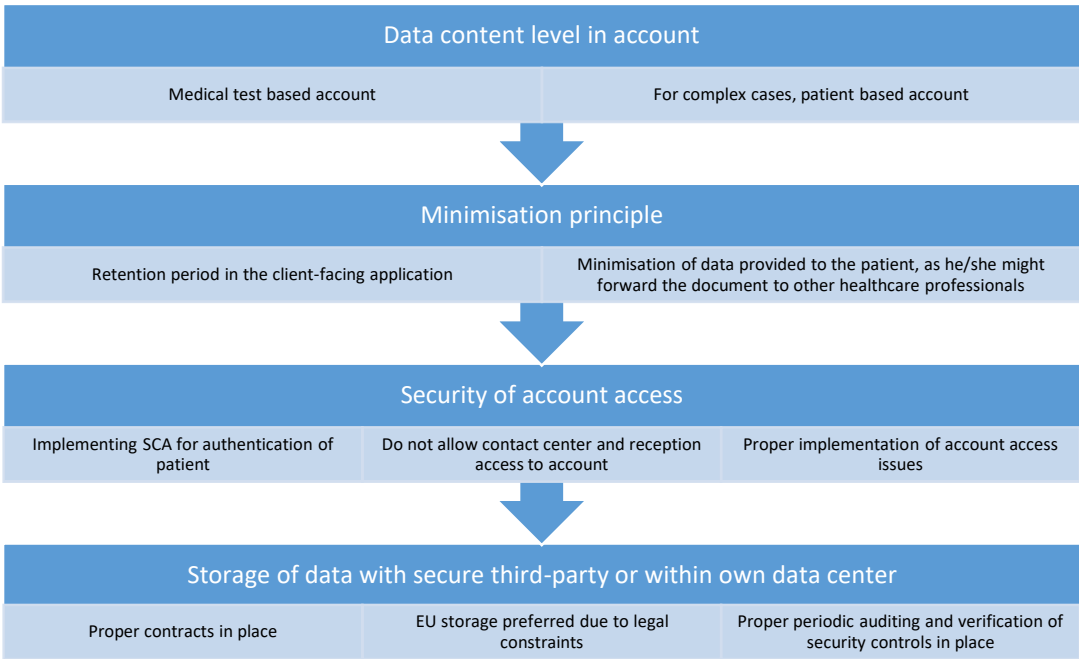 Data content level in account
Medical test based account
For complex cases, patient based account
Minimisation principle
Retention period in the client-facing application
Minimisation of data provided to the patient, as he/she might
forward the document to other healthcare professionals
Security of account access
Implementing SCA for authentication of
patient
Do not allow contact center and reception
access to account
Proper implementation of account access
issues
Storage of data with secure third-party or within own data center
Proper contracts in place
EU storage preferred due to legal
constraints
Proper periodic auditing and verification of
security controls in place